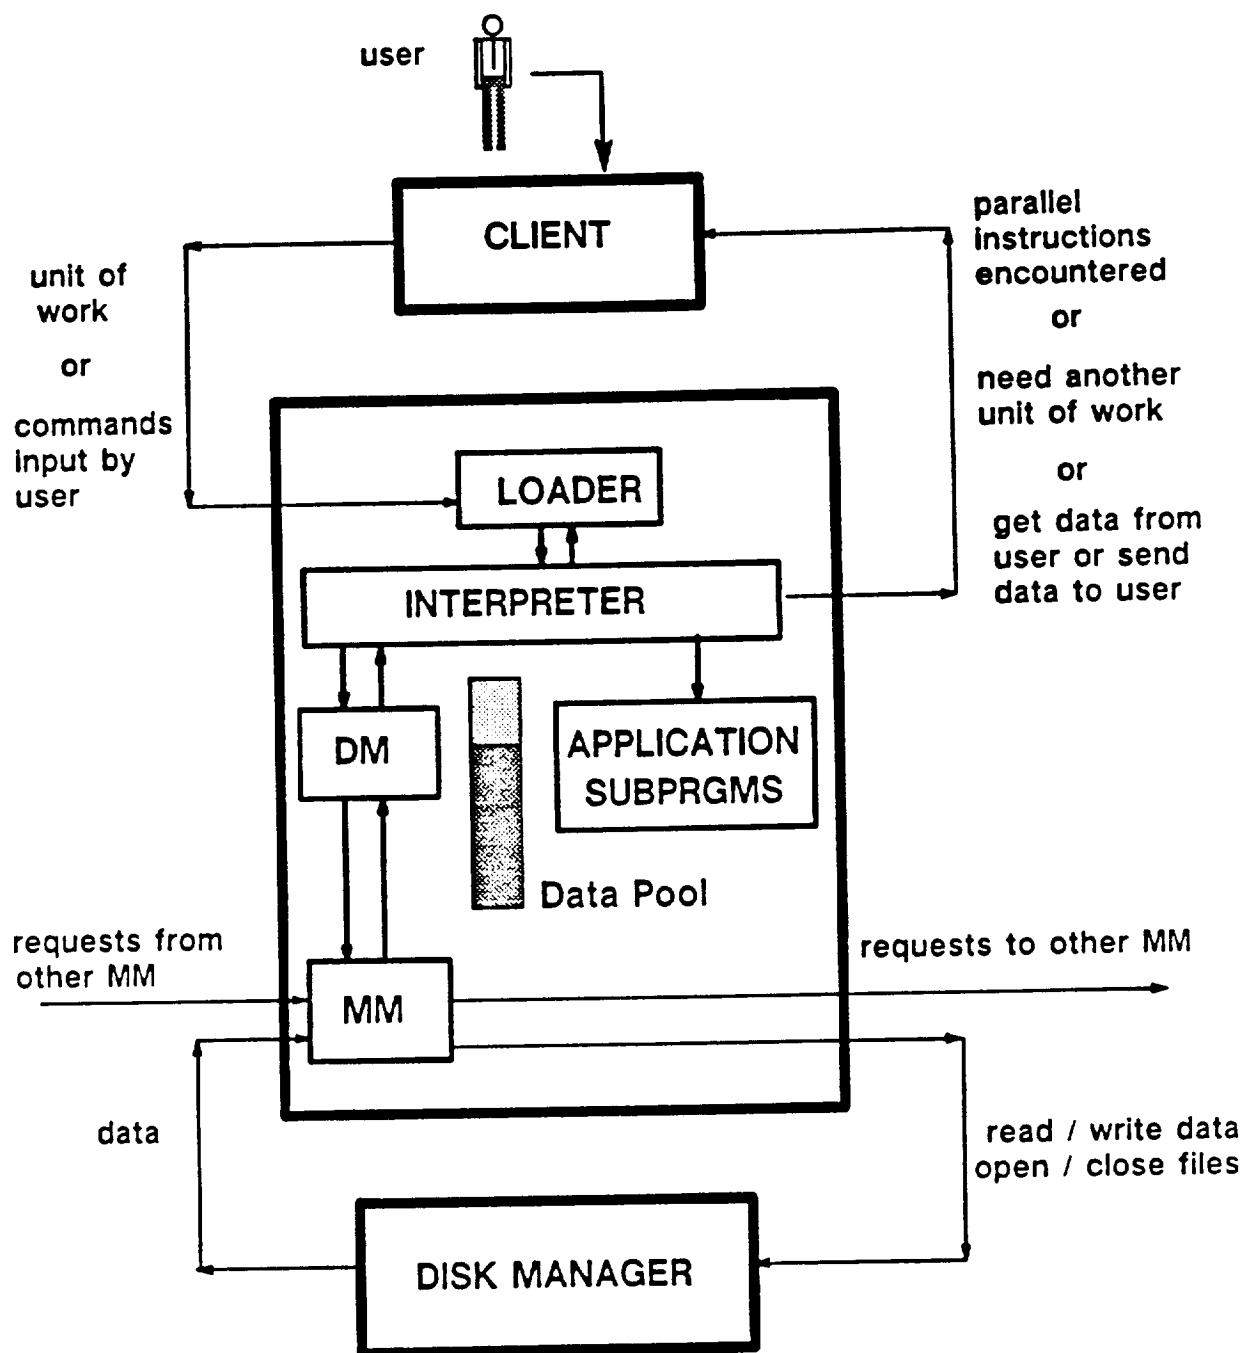 user
CLIENT
unit of
work
or
commands
input by
user
parallel
instructions
encountered
or
need another
unit of work
or
get data from
user or send
data to user
LOADER
INTERPRETER
DM
APPLICATION
SUBPRGMS
Data Pool
requests from
other MM
requests to other MM
MM
data
read / write data
open / close files
DISK MANAGER